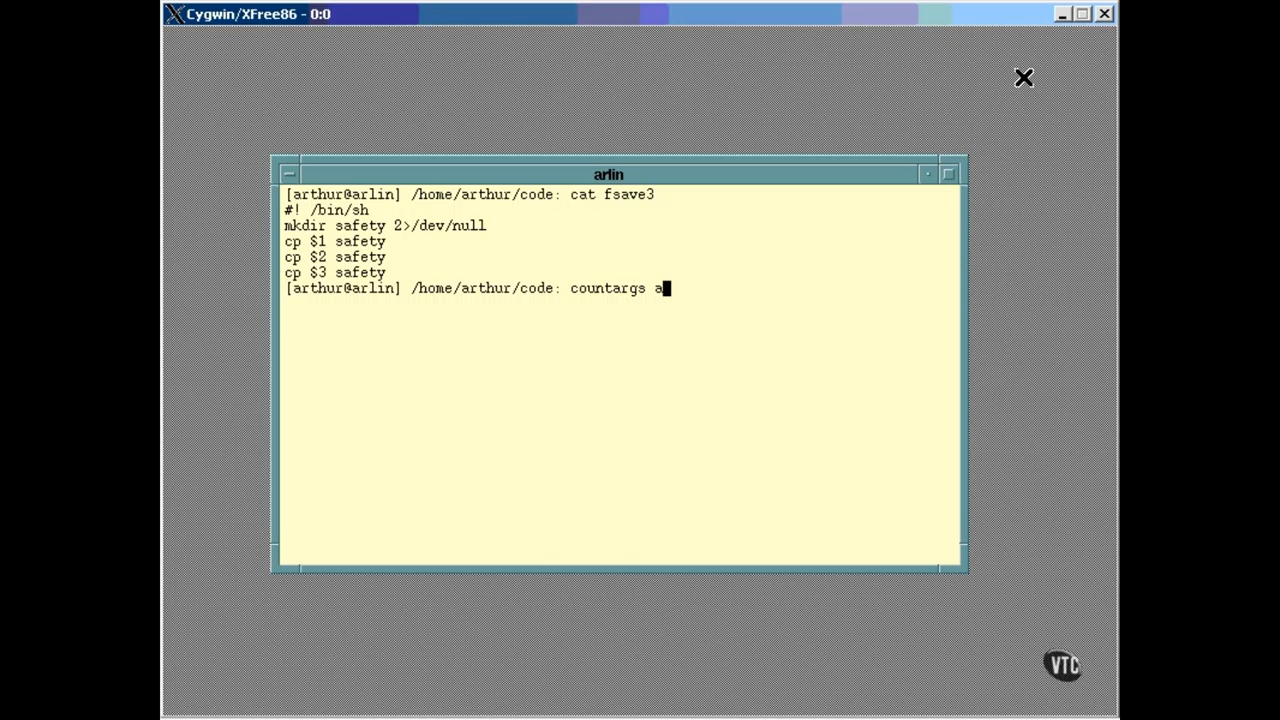 Cygwin/XFree86 - 0:0
arlin
[arthur@arlin] /home/arthur/code: cat fsave3
#! /bin/sh
mkdir safety 2>/dev/null
cp $1 safety
cp $2 safety
cp $3 safety
[arthur@arlin] /home/arthur/code: countargs a
VTC